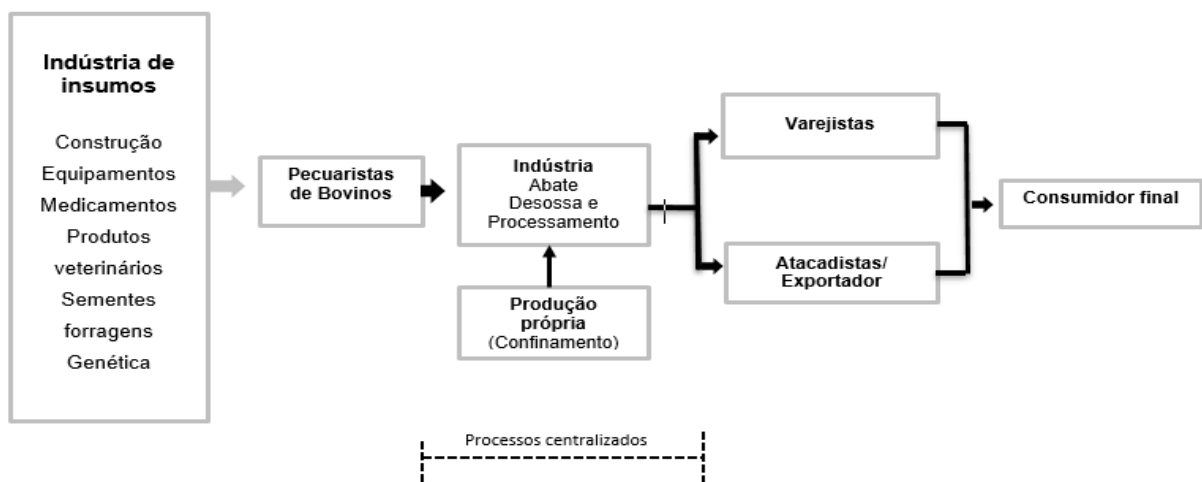 Indústria de
insumos
Construção
Equipamentos
Medicamentos
Produtos
veterinários
Sementes
forragens
Genética
Pecuaristas
de Bovinos
Indústria
Abate
Desossa e
Processamento
Produção
própria
(Confinamento)
Varejistas
Atacadistas/
Exportador
Consumidor final
Processos centralizados